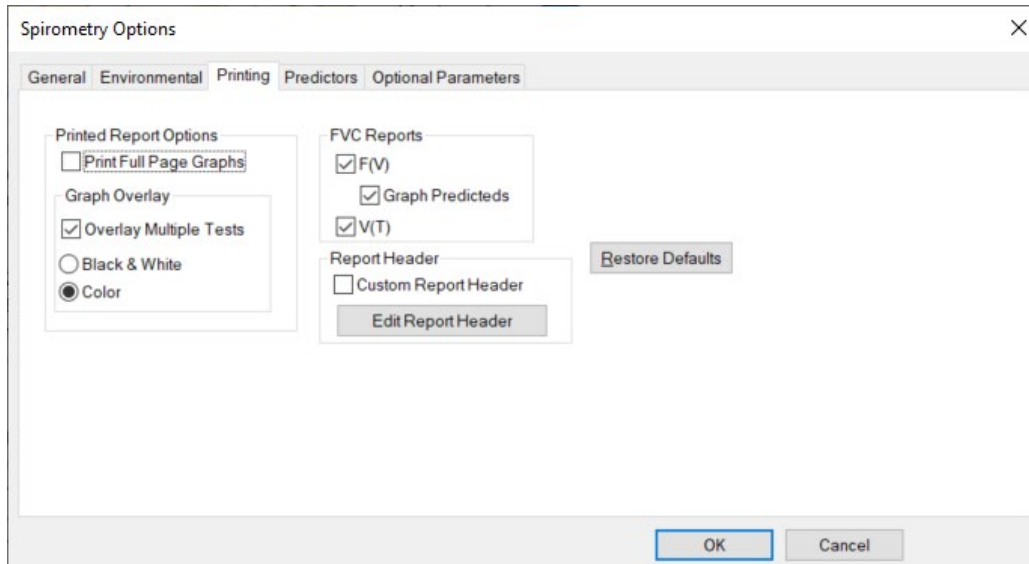 Spirometry Options
General Environmental Printing Predictors Optional Parameters
Printed Report Options
Print Full Page Graphs
Graph Overlay
Overlay Multiple Tests
Black & White
Color
FVC Reports
F(V)
Graph Predicteds
V(T)
Report Header
Custom Report Header
Edit Report Header
Restore Defaults
OK Cancel